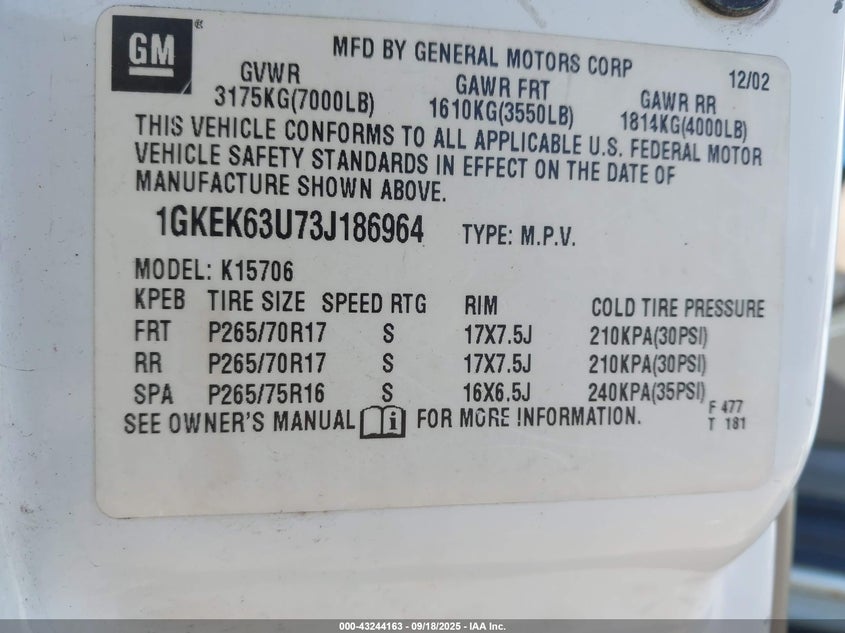 GM ®
MFD BY GENERAL MOTORS CORP 12/02
GVWR GAWR FRT GAWR RR
3175KG(7000LB) 1610KG(3550LB) 1814KG(4000LB)
THIS VEHICLE CONFORMS TO ALL APPLICABLE U.S. FEDERAL MOTOR
VEHICLE SAFETY STANDARDS IN EFFECT ON THE DATE OF
MANUFACTURE SHOWN ABOVE.
1GKEK63U73J186964 TYPE: M.P.V.
MODEL: K15706
KPEB TIRE SIZE SPEED RTG RIM COLD TIRE PRESSURE
FRT P265/70R17 S 17X7.5J 210KPA(30PSI)
RR P265/70R17 S 17X7.5J 210KPA(30PSI)
SPA P265/75R16 S 16X6.5J 240KPA(35PSI)
F 477
SEE OWNER'S MANUAL i FOR MORE INFORMATION. T 181
000-43244163 - 09/18/2025 - IAA Inc.